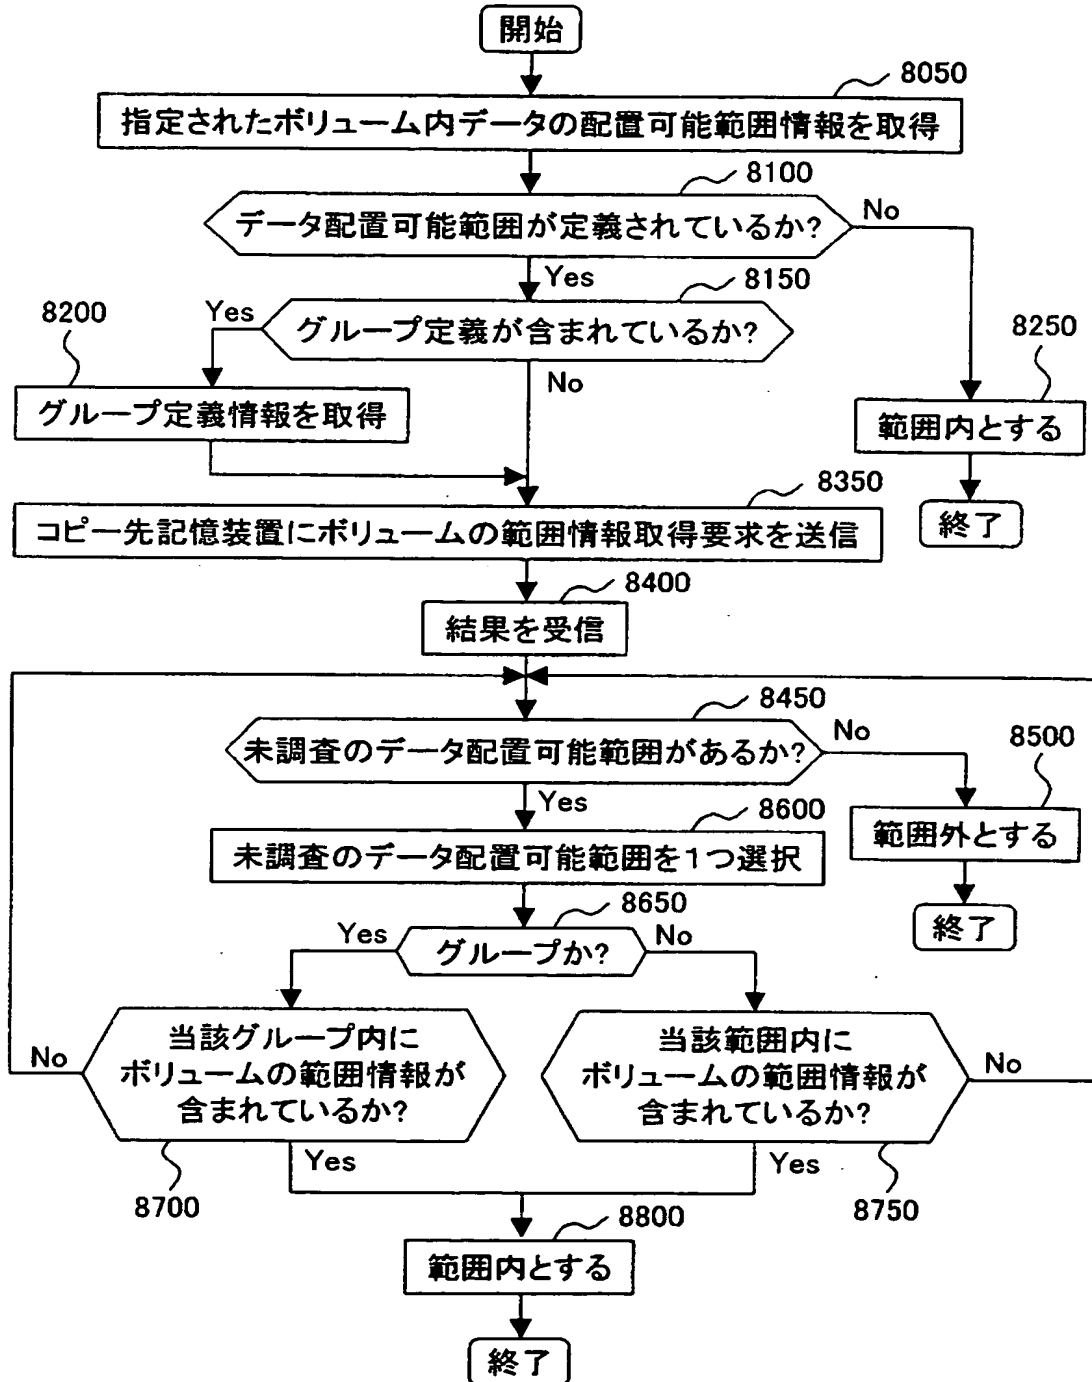 開始
8050
指定されたボリューム内データの配置可能範囲情報を取得
8100
データ配置可能範囲が定義されているか?
No
Yes
8150
グループ定義が含まれているか?
Yes
8200
No
8250
グループ定義情報を取得
範囲内とする
8350
終了
コピー先記憶装置にボリュームの範囲情報取得要求を送信
8400
結果を受信
8450
未調査のデータ配置可能範囲があるか?
No
8500
Yes
8600
範囲外とする
未調査のデータ配置可能範囲を1つ選択
8650
終了
Yes
グループか?
No
当該グループ内に
ボリュームの範囲情報が
含まれているか?
No
当該範囲内に
ボリュームの範囲情報が
含まれているか?
No
Yes
Yes
8700
8750
8800
範囲内とする
終了